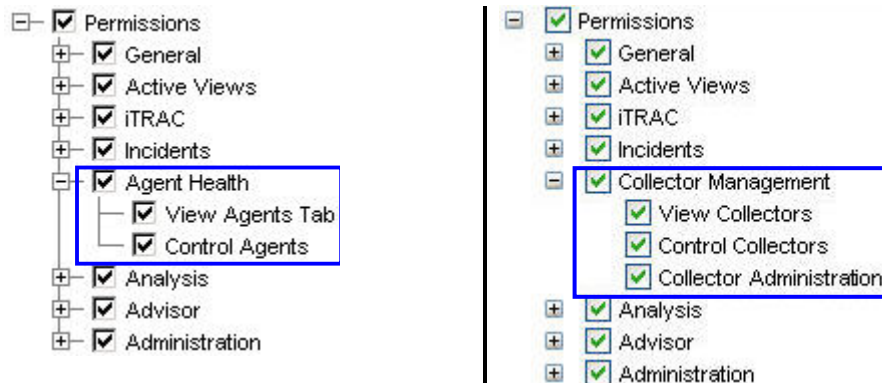 Permissions
General
Active Views
iTRAC
Incidents
Agent Health
View Agents Tab
Control Agents
Analysis
Advisor
Administration
Permissions
General
Active Views
iTRAC
Incidents
Collector Management
View Collectors
Control Collectors
Collector Administration
Analysis
Advisor
Administration